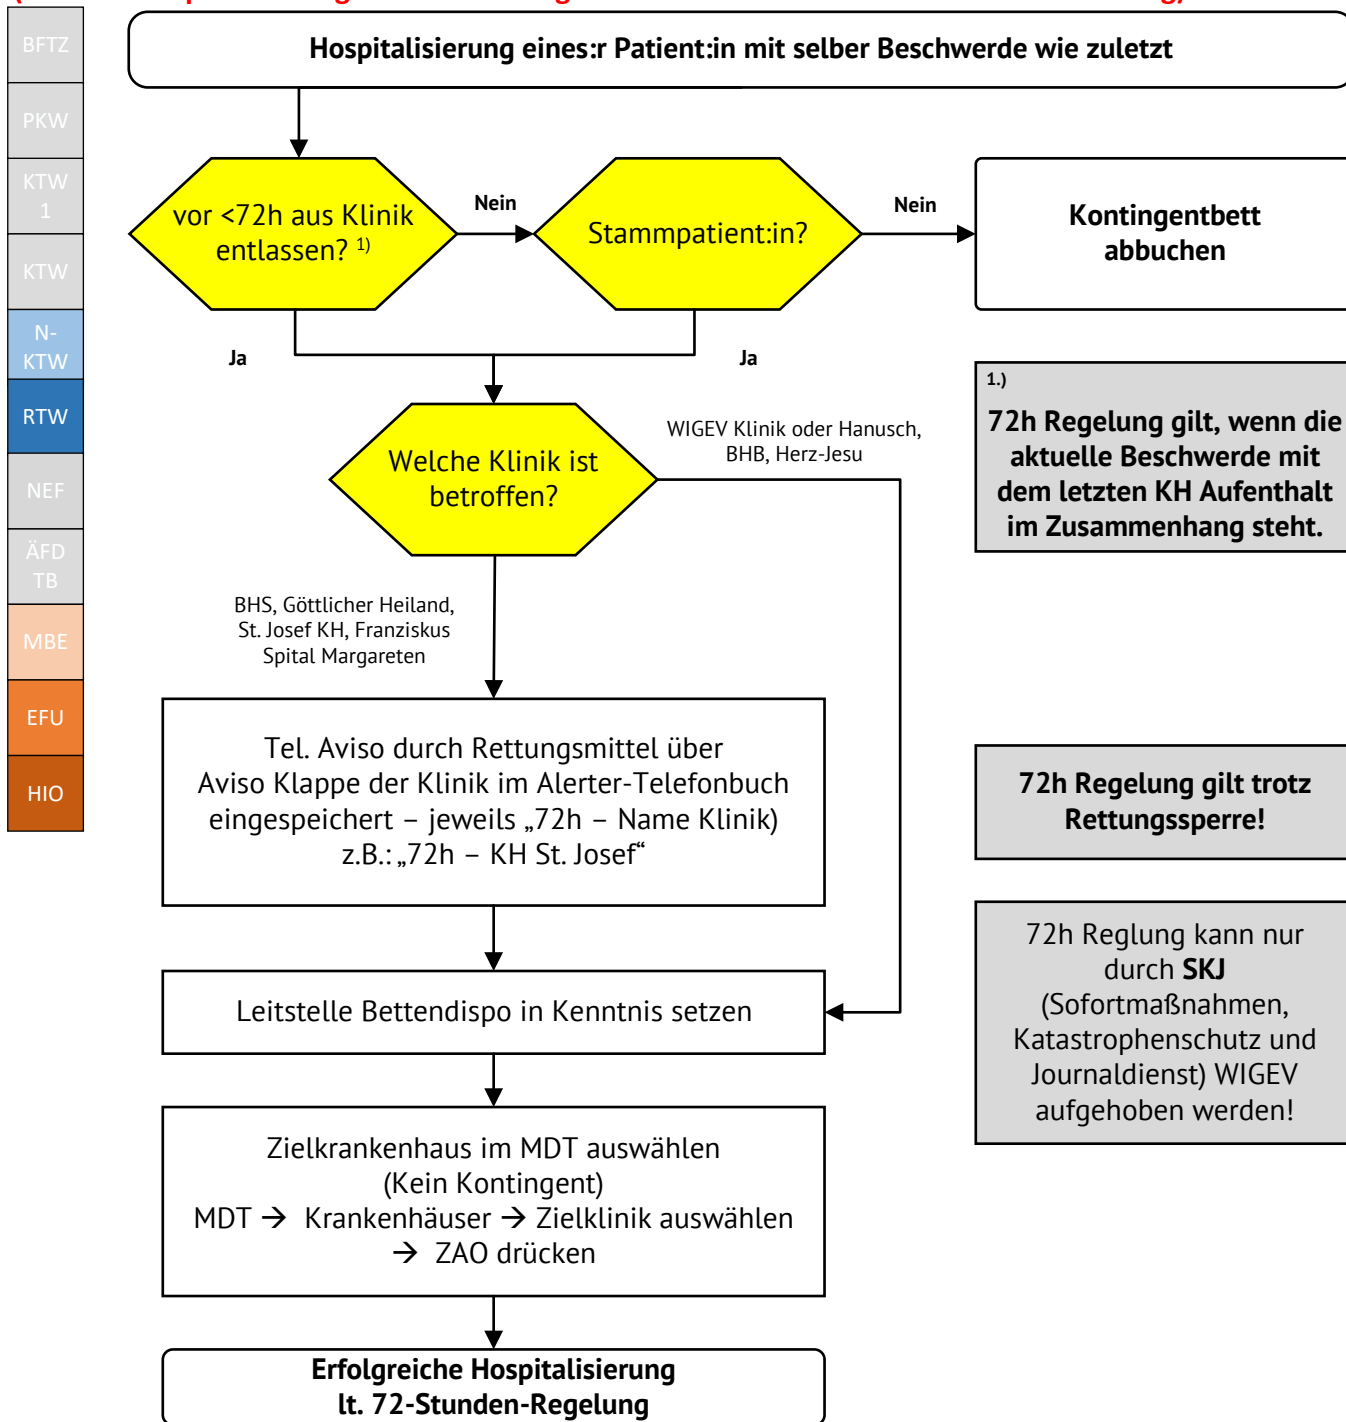 Hospitalisierung eines:r Patient:in mit selber Beschwerde wie zuletzt
BFTZ
PKW
KTW
1
KTW
N-
KTW
RTW
NEF
ÄFD
TB
MBE
EFU
HIO
vor <72h aus Klinik
entlassen? 1)
Nein
Stammpatient:in?
Nein
Kontingentbett
abbuchen
Ja
Ja
Welche Klinik ist
betroffen?
WIGEV Klinik oder Hanusch,
BHB, Herz-Jesu
1.)
72h Regelung gilt, wenn die
aktuelle Beschwerde mit
dem letzten KH Aufenthalt
im Zusammenhang steht.
BHS, Göttlicher Heiland,
St. Josef KH, Franziskus
Spital Margareten
Tel. Aviso durch Rettungsmittel über
Aviso Klappe der Klinik im Alerter-Telefonbuch
eingespeichert – jeweils „72h – Name Klinik)
z.B.: „72h – KH St. Josef“
72h Regelung gilt trotz
Rettungssperre!
Leitstelle Bettendispo in Kenntnis setzen
72h Reglung kann nur
durch SKJ
(Sofortmaßnahmen,
Katastrophenschutz und
Journaldienst) WIGEV
aufgehoben werden!
Zielkrankenhaus im MDT auswählen
(Kein Kontingent)
MDT → Krankenhäuser → Zielklinik auswählen
→ ZAO drücken
Erfolgreiche Hospitalisierung
lt. 72-Stunden-Regelung